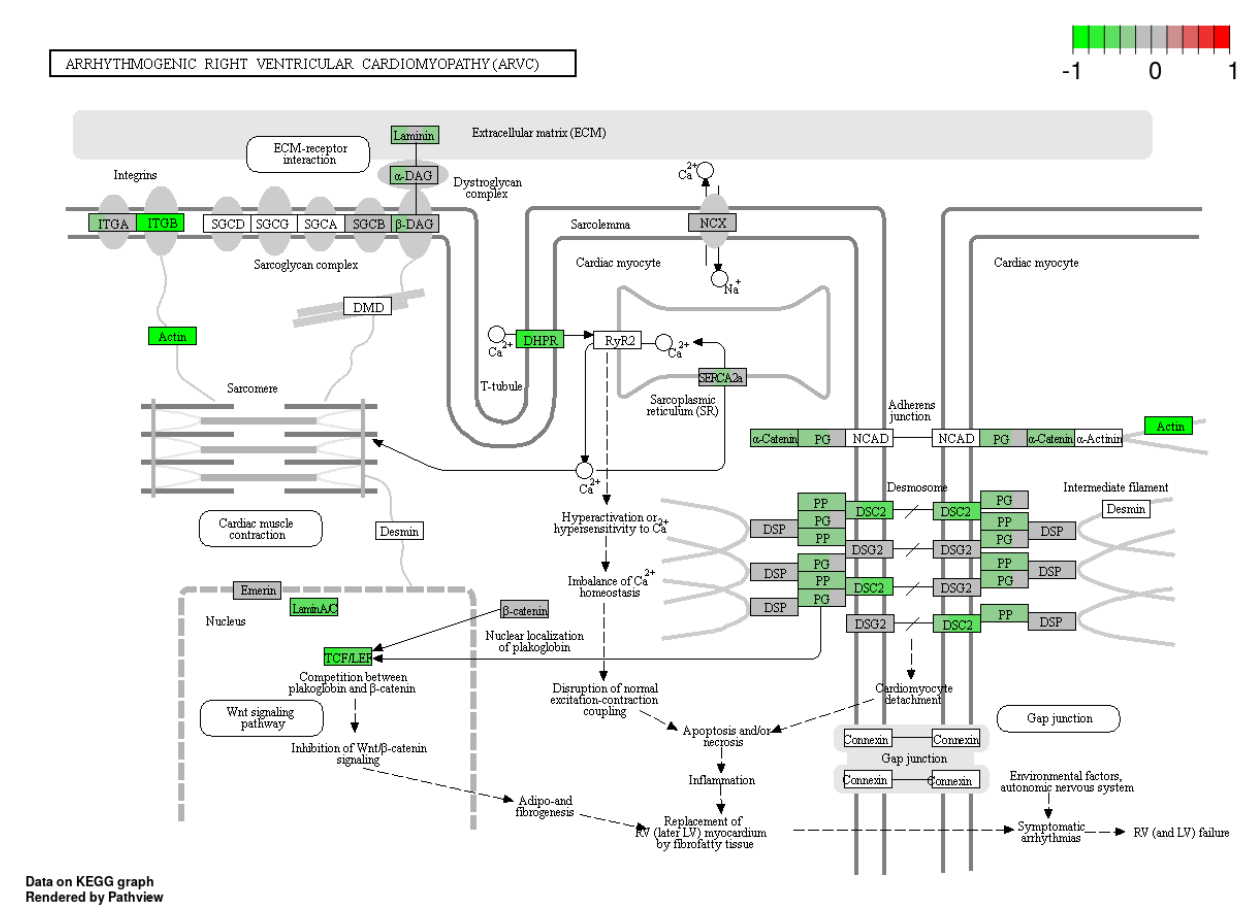 -1 0 1
ARRHYTHMOGENIC RIGHT VENTRICULAR CARDIOMYOPATHY (ARVC)
Laminin
Extracellular matrix (ECM)
ECM-receptor
interaction
Integrins
α-DAG
Dystroglycan
complex
Ca2+
ITGA
ITGB
SGCD
SGCG
SGCA
SGCB
β-DAG
Sarcolemma
NCX
Sarcoglycan complex
Cardiac myocyte
Cardiac myocyte
Na+
DMD
Actin
Ca2+
DHPR
RyR2
Ca2+
SERCA2a
T-tubule
Sarcoplasmic
reticulum (SR)
Sarcomere
Adherens
junction
α-Catenin
PG
NCAD
NCAD
PG
α-Catenin
α-Actinin
Actin
Ca2+
Desmosome
Intermediate filament
Desmin
Cardiac muscle
contraction
Desmin
Hyperactivation or
hypersensitivity to Ca2+
DSP
PP
PG
PP
DSC2
DSC2
PG
PP
PG
DSP
DSG2
DSG2
Imbalance of Ca2+
homeostasis
DSP
PG
PP
PG
DSC2
DSG2
PP
PG
DSP
DSP
DSG2
DSC2
PP
DSP
Emerin
LaminA/C
Nucleus
β-catenin
Nuclear localization
of plakoglobin
TCF/LEF
Competition between
plakoglobin and β-catenin
Disruption of normal
excitation-contraction
coupling
Cardiomyocyte
detachment
Wnt signaling
pathway
Gap junction
Inhibition of Wnt/β-catenin
signaling
Apoptosis and/or
necrosis
Connexin
Connexin
Gap junction
Connexin
Connexin
Inflammation
Environmental factors,
autonomic nervous system
Adipo-and
fibrogenesis
Replacement of
RV (later LV) myocardium
by fibrofatty tissue
Symptomatic
arrhythmias
RV (and LV) failure
Data on KEGG graph
Rendered by Pathview